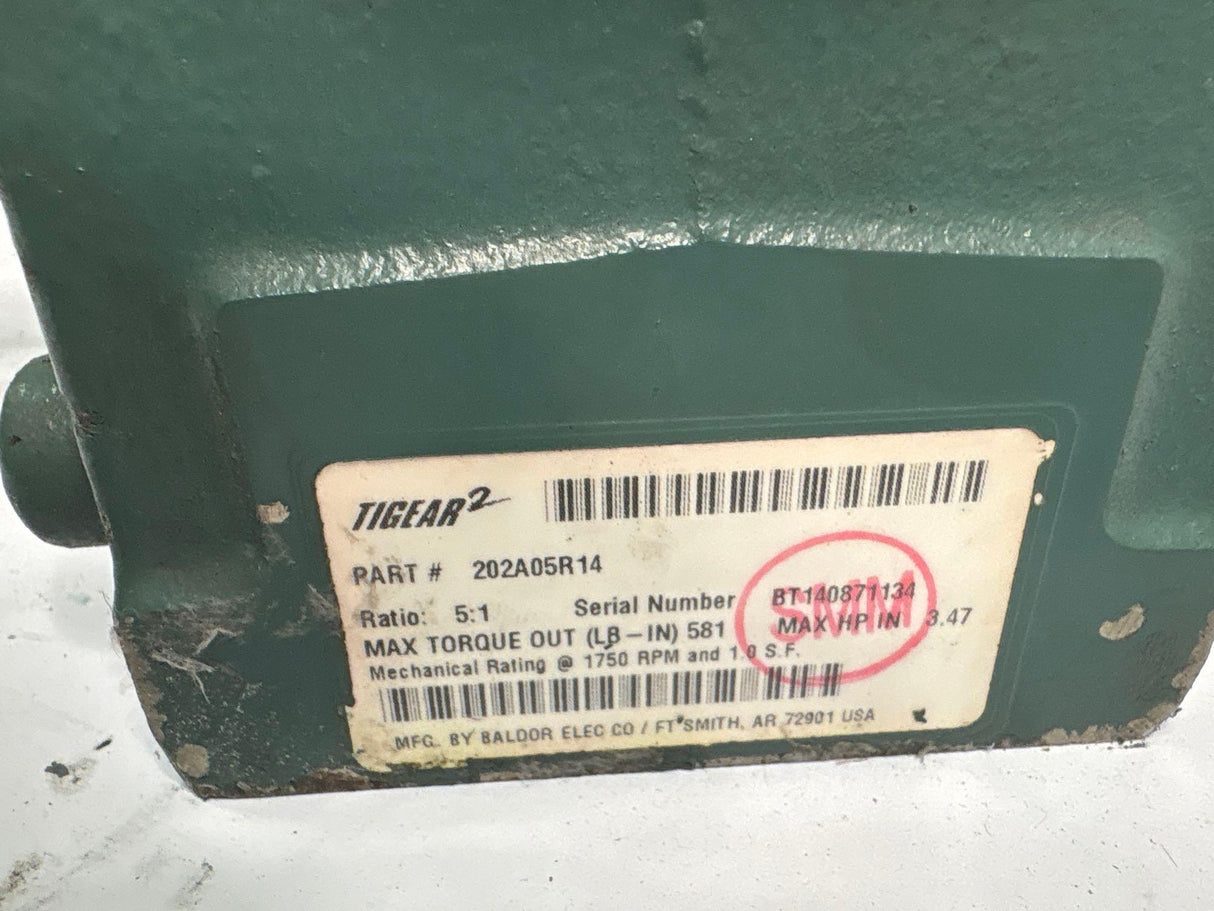 TIGEAR2
PART # 202A05R14
Ratio: 5:1 Serial Number BT140871134
MAX TORQUE OUT (LB-IN) 581 MAX HP IN 3.47
Mechanical Rating @ 1750 RPM and 1.0 S.F.
SMM
MFG. BY BALDOR ELEC CO / FT SMITH, AR 72901 USA